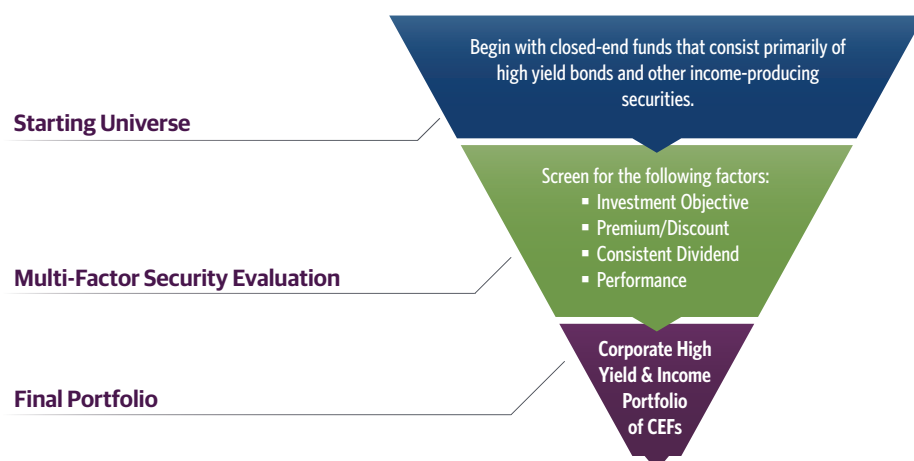 Begin with closed-end funds that consist primarily of
high yield bonds and other income-producing
securities.
Starting Universe
Screen for the following factors:
▪ Investment Objective
▪ Premium/Discount
▪ Consistent Dividend
▪ Performance
Multi-Factor Security Evaluation
Corporate High
Yield & Income
Portfolio
of CEFs
Final Portfolio